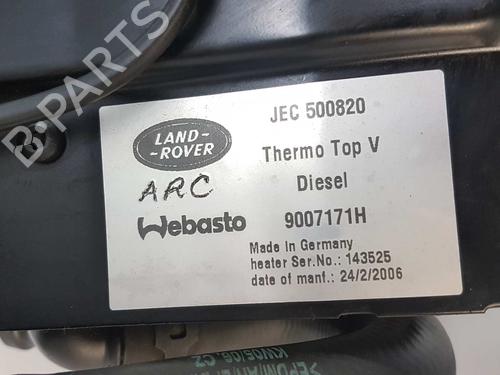 B-PARTS
JEC 500820
LAND-
-ROVER
Thermo Top V
ARC
Diesel
Webasto
9007171H
Made in Germany
heater Ser.No.: 143525
date of manf.: 24/2/2006